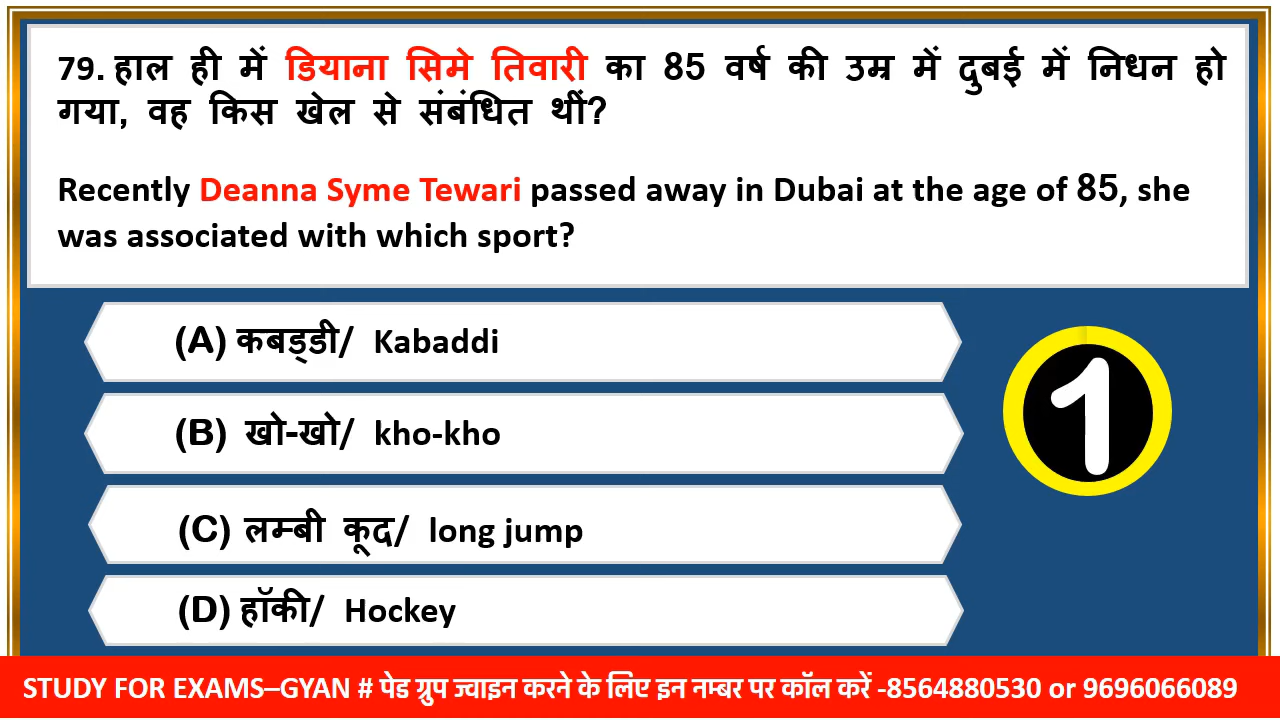 79. हाल ही में डियाना सिमे तिवारी का 85 वर्ष की उम्र में दुबई में निधन हो
गया, वह किस खेल से संबंधित थीं?
Recently Deanna Syme Tewari passed away in Dubai at the age of 85, she
was associated with which sport?
(A) कबड्डी/ Kabaddi
(B) खो-खो/ kho-kho
(C) लम्बी कूद/ long jump
(D) हॉकी/ Hockey
1
STUDY FOR EXAMS–GYAN # पेड ग्रुप ज्वाइन करने के लिए इन नम्बर पर कॉल करें -8564880530 or 9696066089